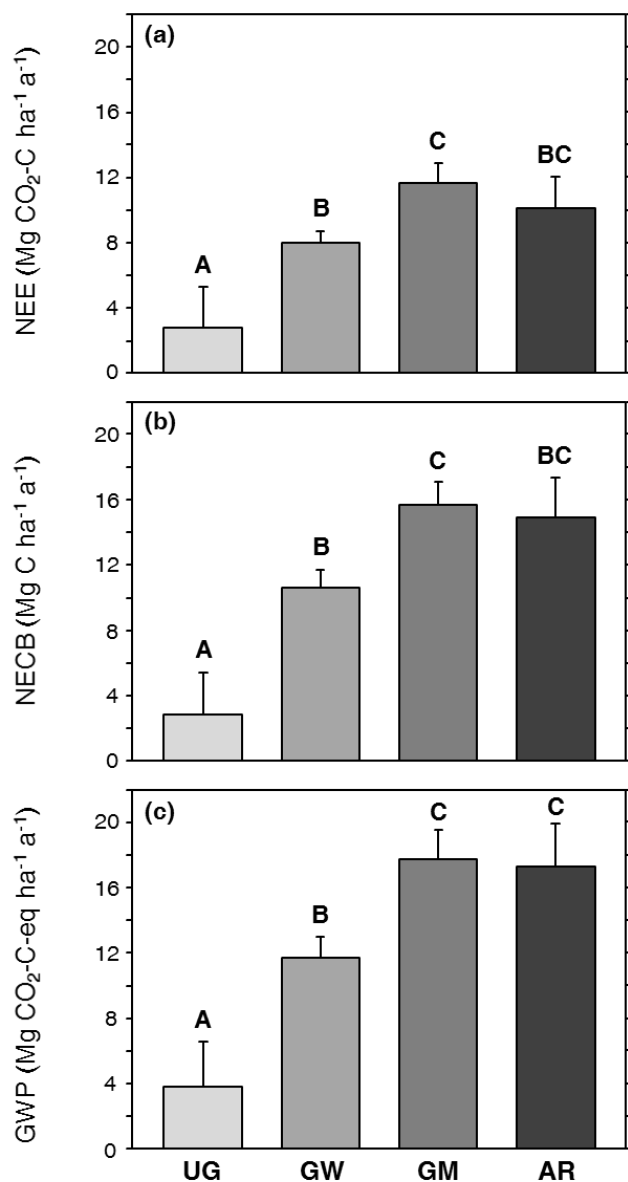 (a)
NEE (Mg CO₂-C ha⁻¹ a⁻¹)
20
16
12
8
4
0
A
B
C
BC
(b)
NECB (Mg C ha⁻¹ a⁻¹)
20
16
12
8
4
0
A
B
C
BC
(c)
GWP (Mg CO₂-C-eq ha⁻¹ a⁻¹)
20
16
12
8
4
0
A
B
C
C
UG GW GM AR